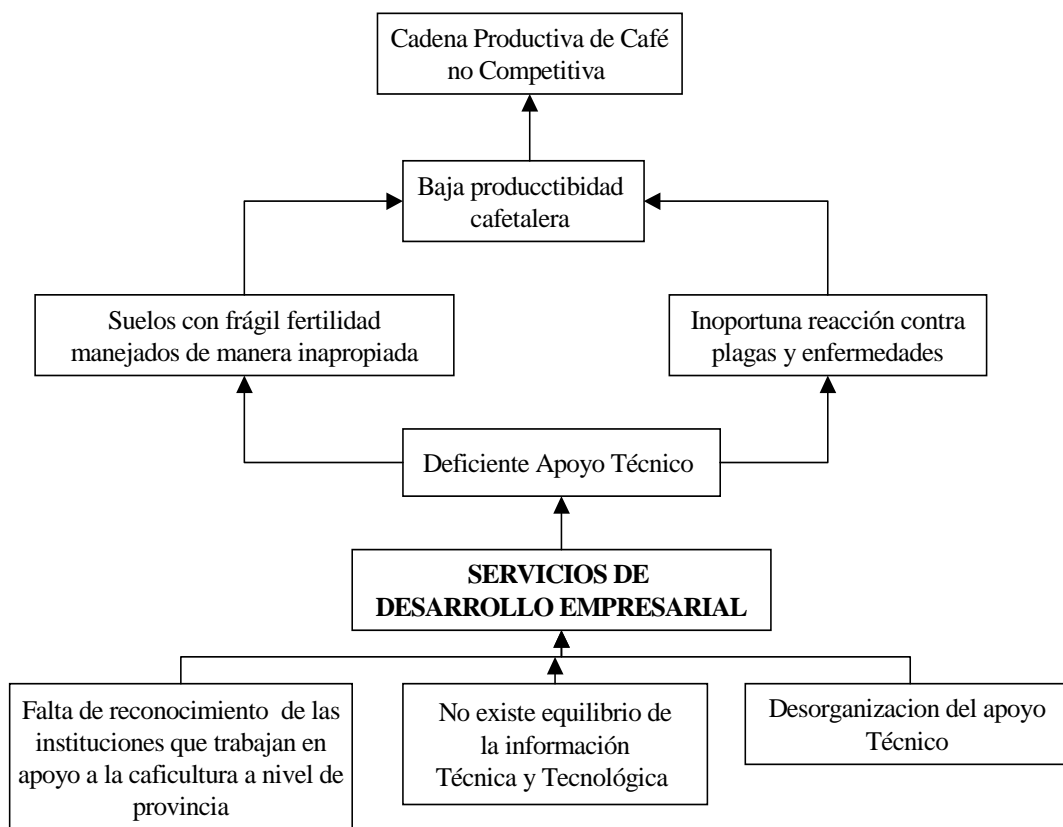 Cadena Productiva de Café
no Competitiva
Baja producctibidad
cafetalera
Suelos con frágil fertilidad
manejados de manera inapropiada
Inoportuna reacción contra
plagas y enfermedades
Deficiente Apoyo Técnico
SERVICIOS DE
DESARROLLO EMPRESARIAL
Falta de reconocimiento de las
instituciones que trabajan en
apoyo a la caficultura a nivel de
provincia
No existe equilibrio de
la información
Técnica y Tecnológica
Desorganizacion del apoyo
Técnico